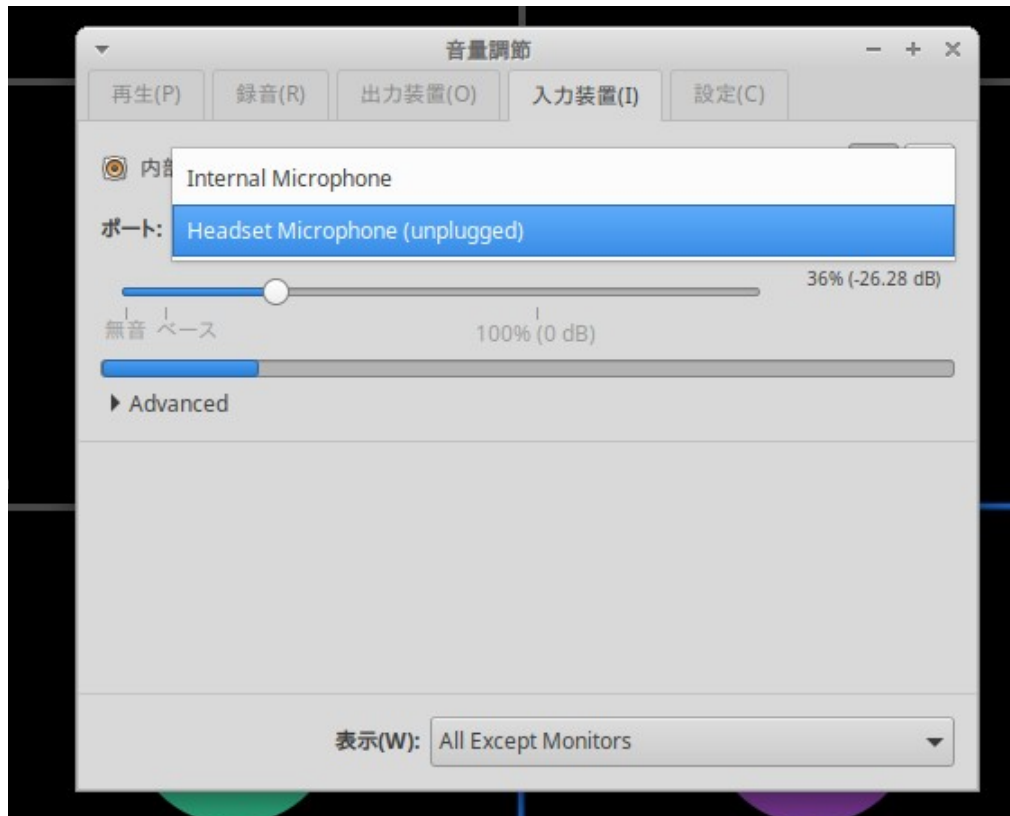 音量調節
再生(P) 録音(R) 出力装置(O) 入力装置(I) 設定(C)
内部
Internal Microphone
ポート: Headset Microphone (unplugged)
36% (-26.28 dB)
無音 ベース 100% (0 dB)
Advanced
表示(W): All Except Monitors